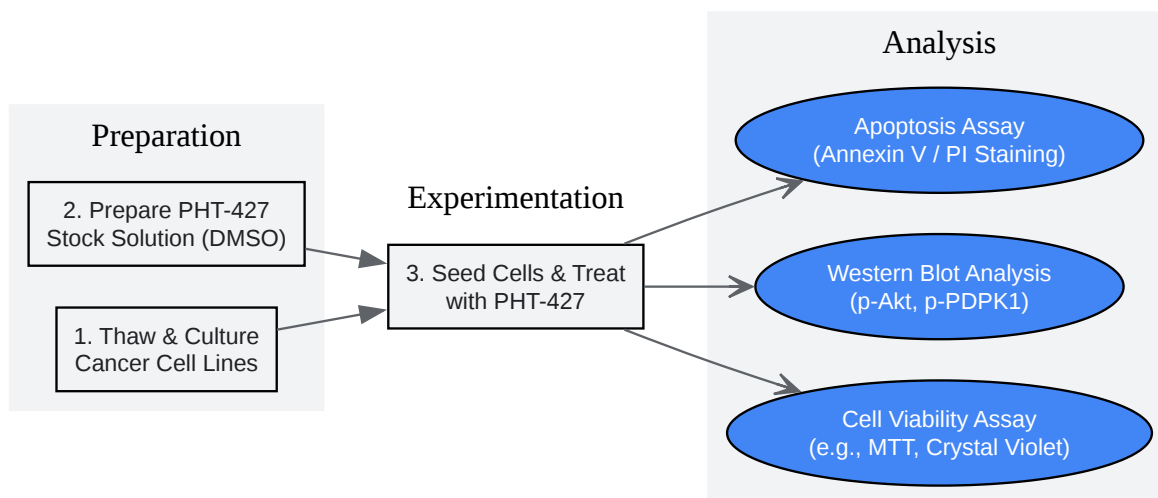 Preparation
2. Prepare PHT-427
Stock Solution (DMSO)
1. Thaw & Culture
Cancer Cell Lines
Experimentation
3. Seed Cells & Treat
with PHT-427
Analysis
Apoptosis Assay
(Annexin V / PI Staining)
Western Blot Analysis
(p-Akt, p-PDPK1)
Cell Viability Assay
(e.g., MTT, Crystal Violet)